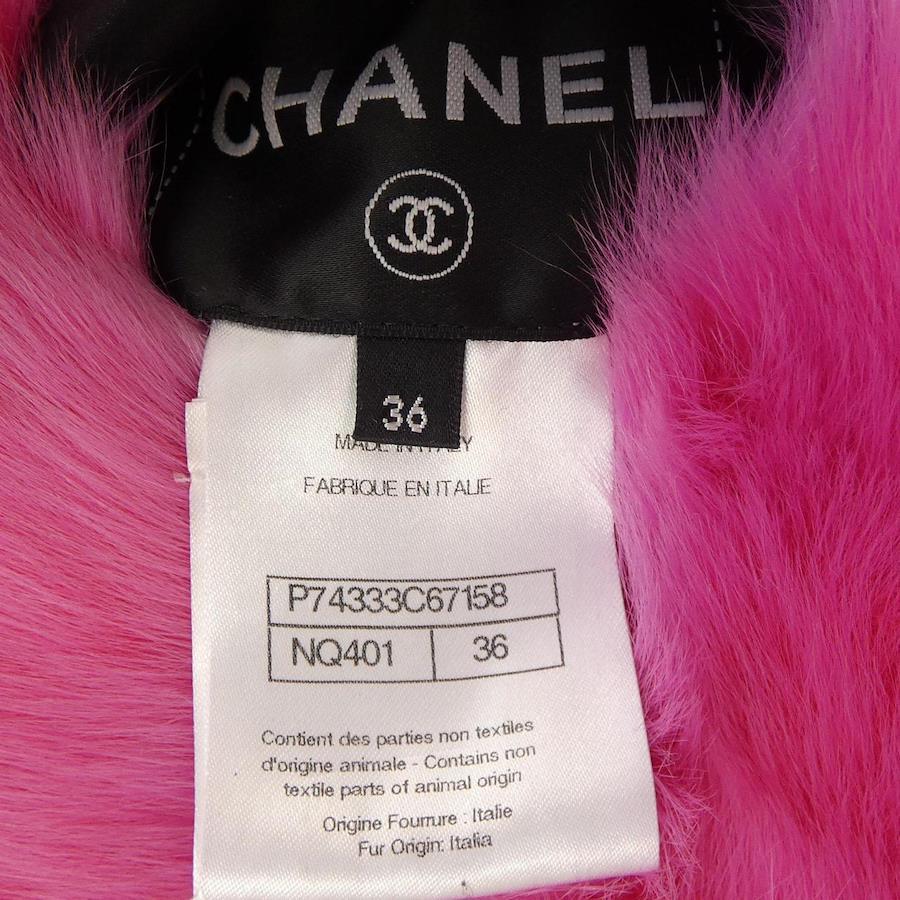 CHANEL
36
MADE IN ITALY
FABRIQUE EN ITALIE
P74333C67158
NQ401 36
Contient des parties non textiles
d'origine animale - Contains non
textile parts of animal origin
Origine Fourrure : Italie
Fur Origin: Italia